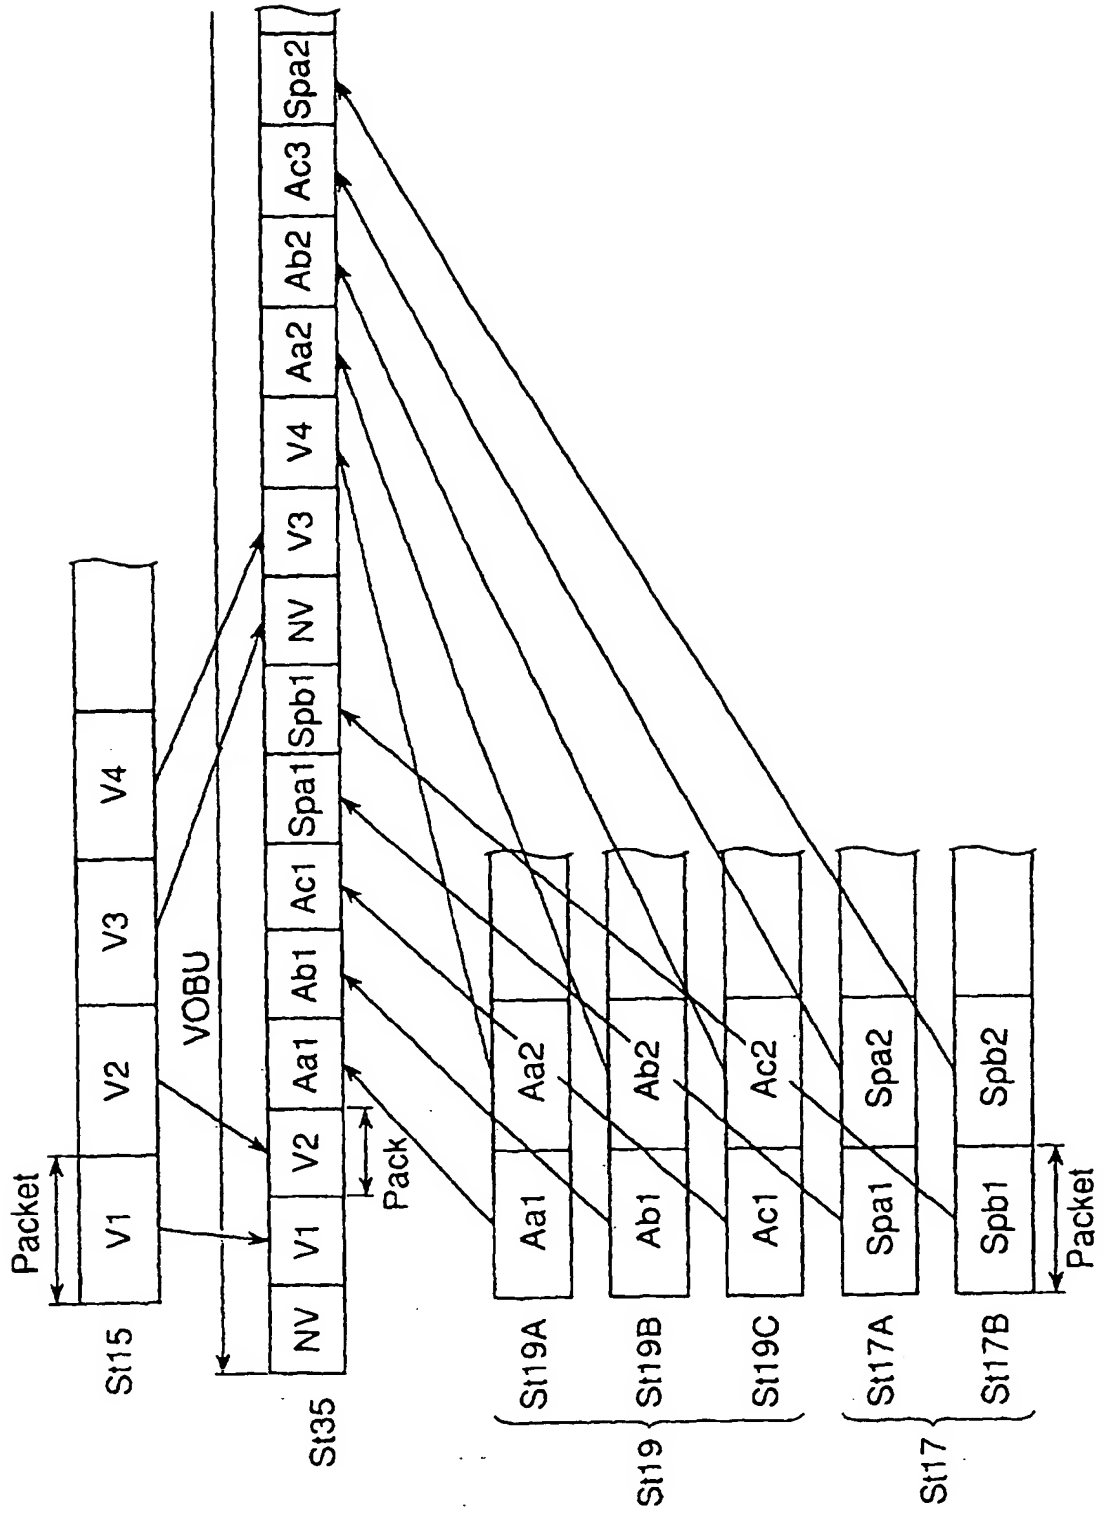 Packet
St15
V1
V2
V3
V4
VOBU
St35
NV
V1
V2
Aa1
Ab1
Ac1
Spa1
Spb1
NV
V3
V4
Aa2
Ab2
Ac3
Spa2
Pack
St19
St19A
Aa1
Aa2
St19B
Ab1
Ab2
St19C
Ac1
Ac2
St17
St17A
Spa1
Spa2
St17B
Spb1
Spb2
Packet